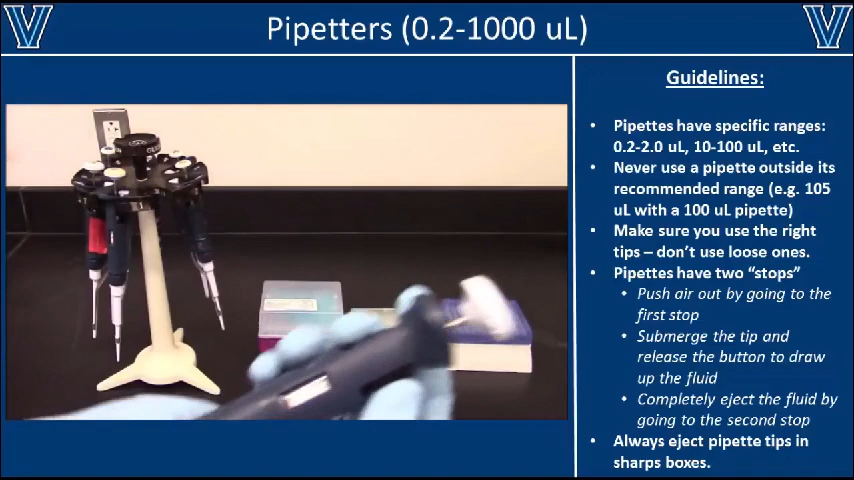 Pipetters (0.2-1000 uL)
Guidelines:
• Pipettes have specific ranges:
0.2-2.0 uL, 10-100 uL, etc.
• Never use a pipette outside its
recommended range (e.g. 105
uL with a 100 uL pipette)
• Make sure you use the right
tips – don't use loose ones.
• Pipettes have two “stops”
• Push air out by going to the
first stop
• Submerge the tip and
release the button to draw
up the fluid
• Completely eject the fluid by
going to the second stop
• Always eject pipette tips in
sharps boxes.